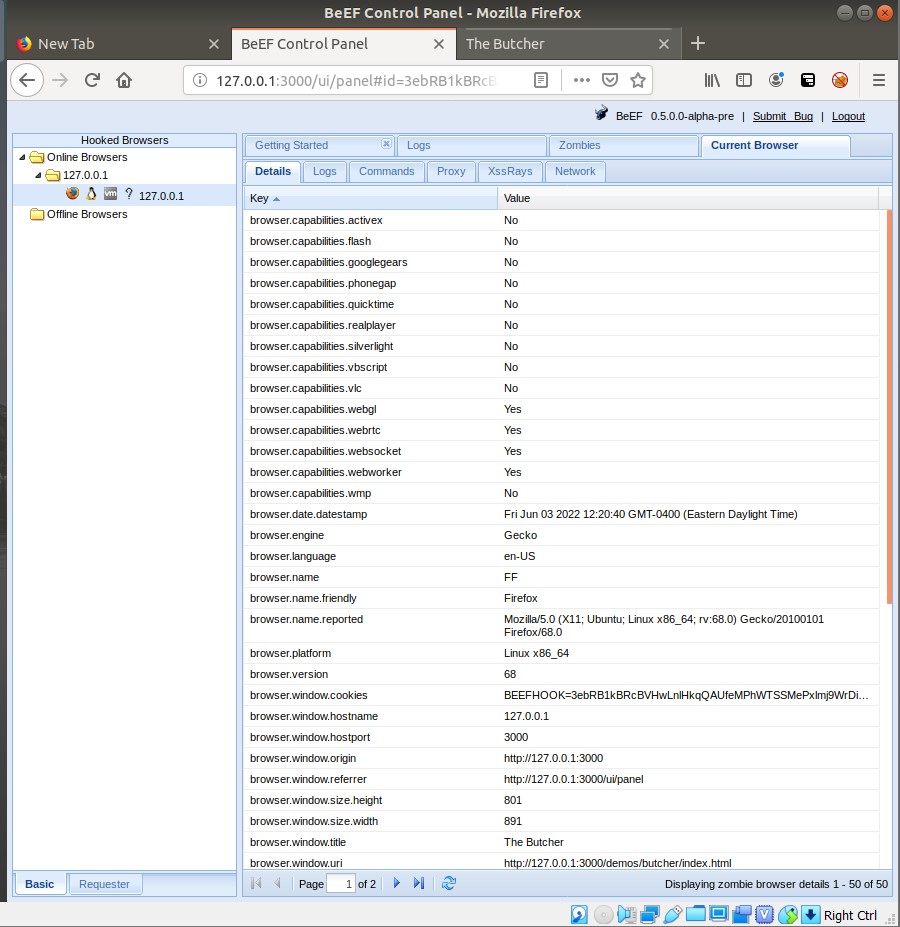 BeEF Control Panel - Mozilla Firefox
New Tab
BeEF Control Panel
The Butcher
127.0.0.1:3000/ui/panel#id=3ebRB1kBRcB
BeEF 0.5.0.0-alpha-pre | Submit Bug | Logout
Hooked Browsers
Online Browsers
127.0.0.1
? 127.0.0.1
Offline Browsers
Basic Requester
Getting Started Logs Zombies Current Browser
Details Logs Commands Proxy XssRays Network
Key Value
browser.capabilities.activex No
browser.capabilities.flash No
browser.capabilities.googlegears No
browser.capabilities.phonegap No
browser.capabilities.quicktime No
browser.capabilities.realplayer No
browser.capabilities.silverlight No
browser.capabilities.vbscript No
browser.capabilities.vlc No
browser.capabilities.webgl Yes
browser.capabilities.webrtc Yes
browser.capabilities.websocket Yes
browser.capabilities.webworker Yes
browser.capabilities.wmp No
browser.date.datestamp Fri Jun 03 2022 12:20:40 GMT-0400 (Eastern Daylight Time)
browser.engine Gecko
browser.language en-US
browser.name FF
browser.name.friendly Firefox
browser.name.reported Mozilla/5.0 (X11; Ubuntu; Linux x86_64; rv:68.0) Gecko/20100101
Firefox/68.0
browser.platform Linux x86_64
browser.version 68
browser.window.cookies
browser.window.hostname 127.0.0.1
browser.window.hostport 3000
browser.window.origin http://127.0.0.1:3000
browser.window.referrer http://127.0.0.1:3000/ui/panel
browser.window.size.height 801
browser.window.size.width 891
browser.window.title The Butcher
browser.window.uri http://127.0.0.1:3000/demos/butcher/index.html
Page 1 of 2
Displaying zombie browser details 1 - 50 of 50
Right Ctrl